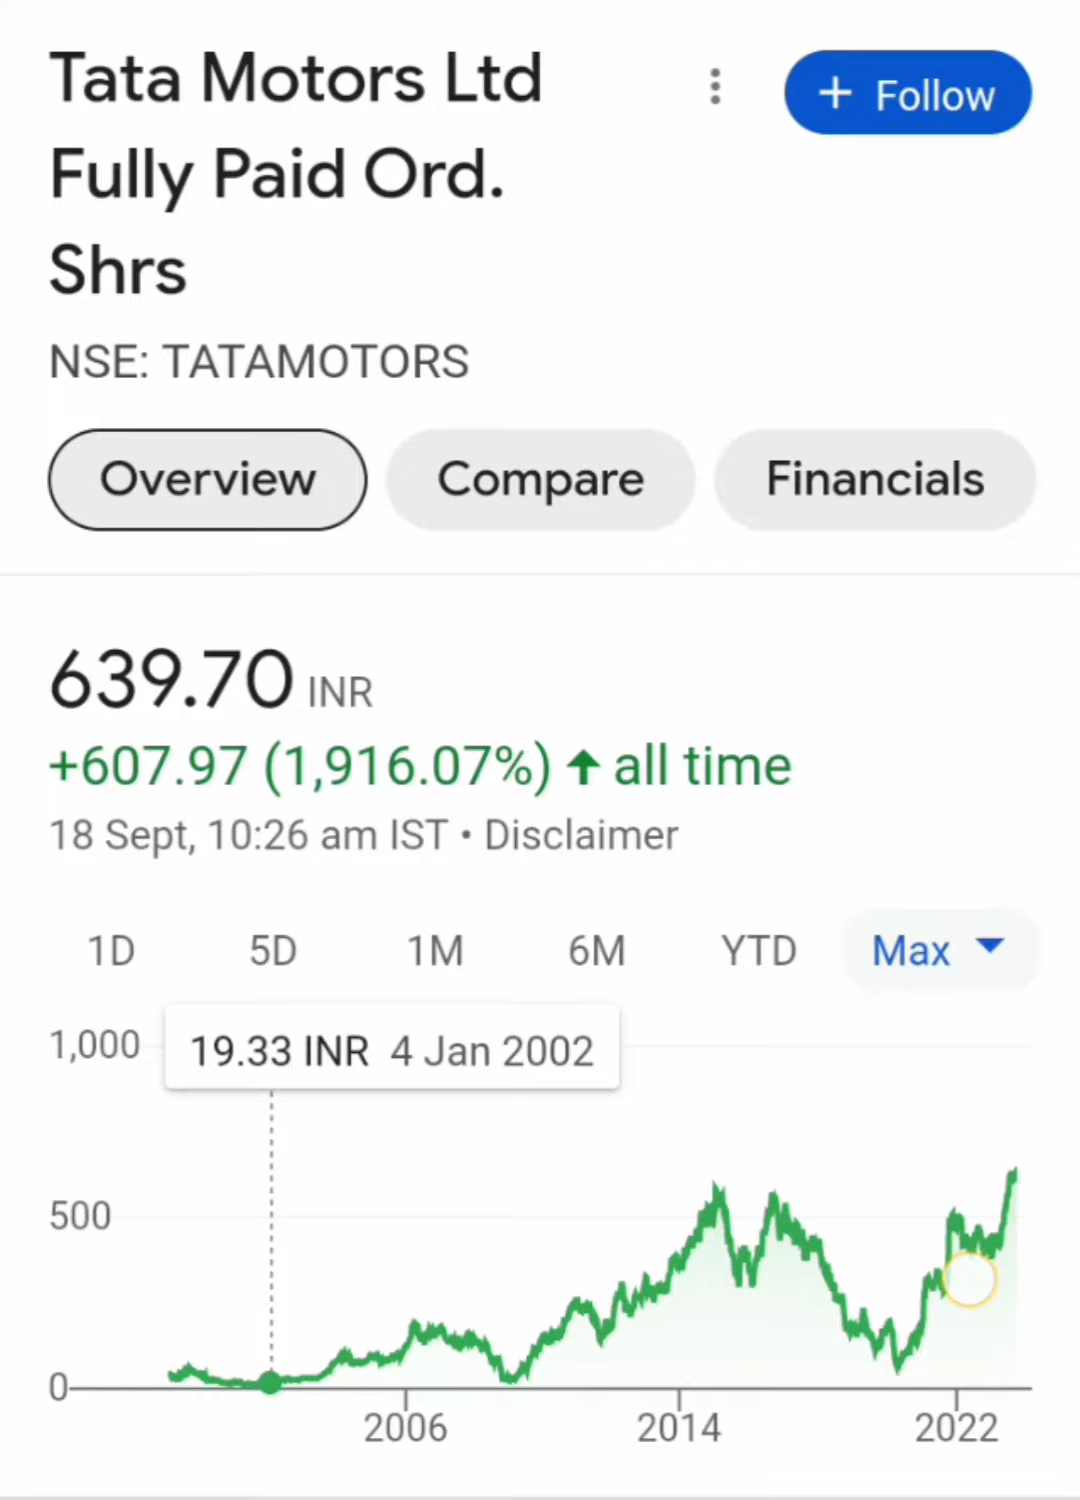 Tata Motors Ltd
Fully Paid Ord.
Shrs
+ Follow
NSE: TATAMOTORS
Overview Compare Financials
639.70 INR
+607.97 (1,916.07%) ↑ all time
18 Sept, 10:26 am IST • Disclaimer
1D 5D 1M 6M YTD Max
1,000
19.33 INR 4 Jan 2002
500
0
2006 2014 2022